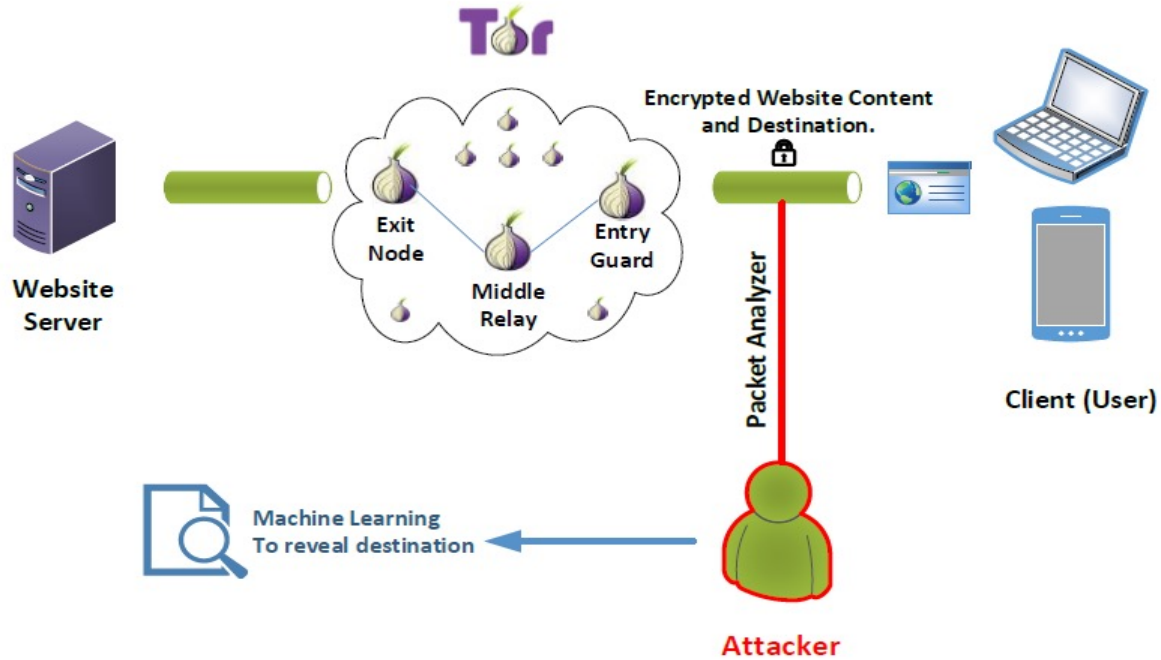 Tor
Encrypted Website Content
and Destination.
Exit
Node
Entry
Guard
Middle
Relay
Website
Server
Packet Analyzer
Client (User)
Machine Learning
To reveal destination
Attacker